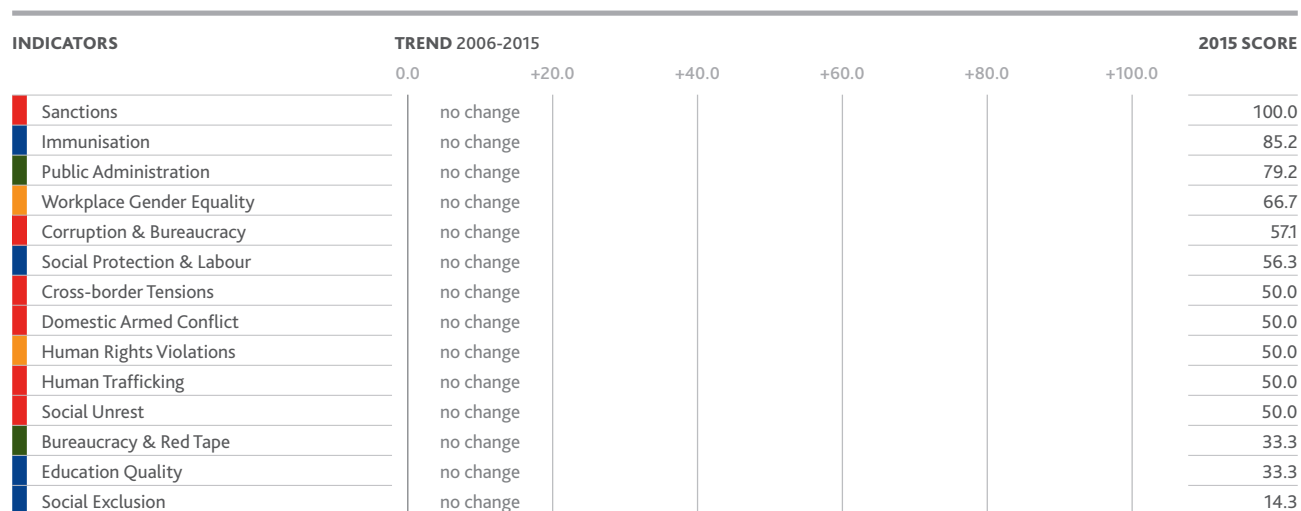 INDICATORS TREND 2006-2015 2015 SCORE
0.0 +20.0 +40.0 +60.0 +80.0 +100.0
Sanctions no change 100.0
Immunisation no change 85.2
Public Administration no change 79.2
Workplace Gender Equality no change 66.7
Corruption & Bureaucracy no change 57.1
Social Protection & Labour no change 56.3
Cross-border Tensions no change 50.0
Domestic Armed Conflict no change 50.0
Human Rights Violations no change 50.0
Human Trafficking no change 50.0
Social Unrest no change 50.0
Bureaucracy & Red Tape no change 33.3
Education Quality no change 33.3
Social Exclusion no change 14.3